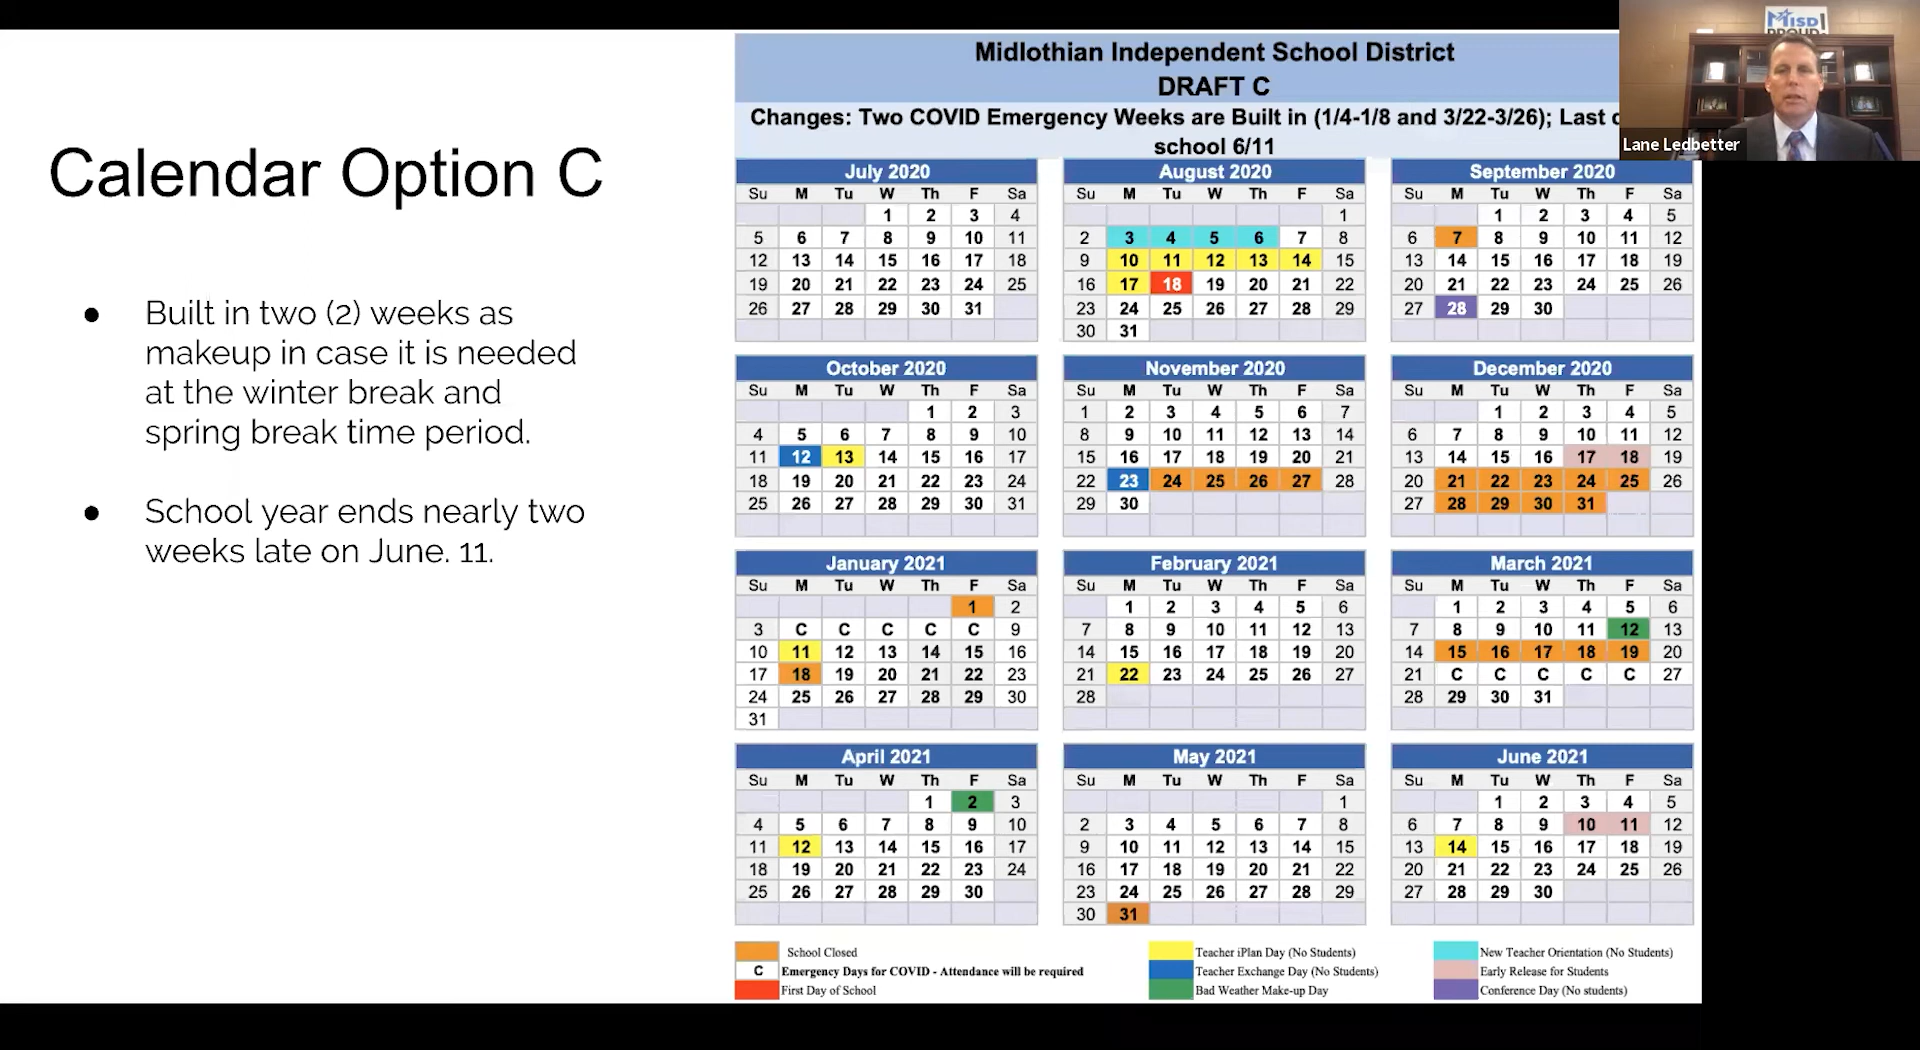 Calendar Option C
● Built in two (2) weeks as
makeup in case it is needed
at the winter break and
spring break time period.
● School year ends nearly two
weeks late on June. 11.
Midlothian Independent School District
DRAFT C
Changes: Two COVID Emergency Weeks are Built in (1/4-1/8 and 3/22-3/26); Last
school 6/11
MISD
PROUD
Lane Ledbetter
July 2020
Su M Tu W Th F Sa
1 2 3 4
5 6 7 8 9 10 11
12 13 14 15 16 17 18
19 20 21 22 23 24 25
26 27 28 29 30 31
August 2020
Su M Tu W Th F Sa
1
2 3 4 5 6 7 8
9 10 11 12 13 14 15
16 17 18 19 20 21 22
23 24 25 26 27 28 29
30 31
September 2020
Su M Tu W Th F Sa
1 2 3 4 5
6 7 8 9 10 11 12
13 14 15 16 17 18 19
20 21 22 23 24 25 26
27 28 29 30
October 2020
Su M Tu W Th F Sa
1 2 3
4 5 6 7 8 9 10
11 12 13 14 15 16 17
18 19 20 21 22 23 24
25 26 27 28 29 30 31
November 2020
Su M Tu W Th F Sa
1 2 3 4 5 6 7
8 9 10 11 12 13 14
15 16 17 18 19 20 21
22 23 24 25 26 27 28
29 30
December 2020
Su M Tu W Th F Sa
1 2 3 4 5
6 7 8 9 10 11 12
13 14 15 16 17 18 19
20 21 22 23 24 25 26
27 28 29 30 31
January 2021
Su M Tu W Th F Sa
1 2
3 C C C C C 9
10 11 12 13 14 15 16
17 18 19 20 21 22 23
24 25 26 27 28 29 30
31
February 2021
Su M Tu W Th F Sa
1 2 3 4 5 6
7 8 9 10 11 12 13
14 15 16 17 18 19 20
21 22 23 24 25 26 27
28
March 2021
Su M Tu W Th F Sa
1 2 3 4 5 6
7 8 9 10 11 12 13
14 15 16 17 18 19 20
21 C C C C C 27
28 29 30 31
April 2021
Su M Tu W Th F Sa
1 2 3
4 5 6 7 8 9 10
11 12 13 14 15 16 17
18 19 20 21 22 23 24
25 26 27 28 29 30
May 2021
Su M Tu W Th F Sa
1
2 3 4 5 6 7 8
9 10 11 12 13 14 15
16 17 18 19 20 21 22
23 24 25 26 27 28 29
30 31
June 2021
Su M Tu W Th F Sa
1 2 3 4 5
6 7 8 9 10 11 12
13 14 15 16 17 18 19
20 21 22 23 24 25 26
27 28 29 30
School Closed
C Emergency Days for COVID - Attendance will be required
First Day of School
Teacher iPlan Day (No Students)
Teacher Exchange Day (No Students)
Bad Weather Make-up Day
New Teacher Orientation (No Students)
Early Release for Students
Conference Day (No students)